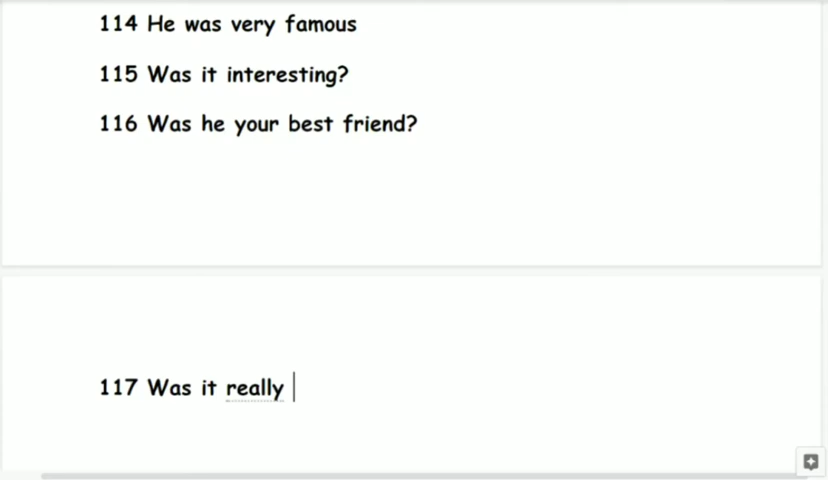 114 He was very famous
115 Was it interesting?
116 Was he your best friend?
117 Was it really